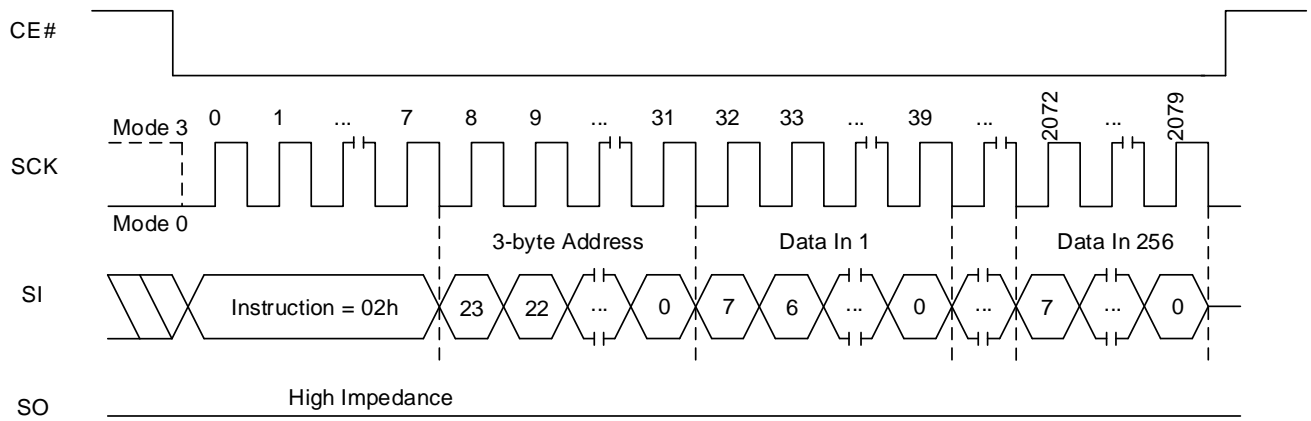 CE#
Mode 3
0 1 ... 7 8 9 ... 31 32 33 ... 39 ... 2072 ... 2079
SCK
Mode 0
3-byte Address Data In 1 Data In 256
SI
Instruction = 02h 23 22 ... 0 7 6 ... 0 ... 7 ... 0
High Impedance
SO